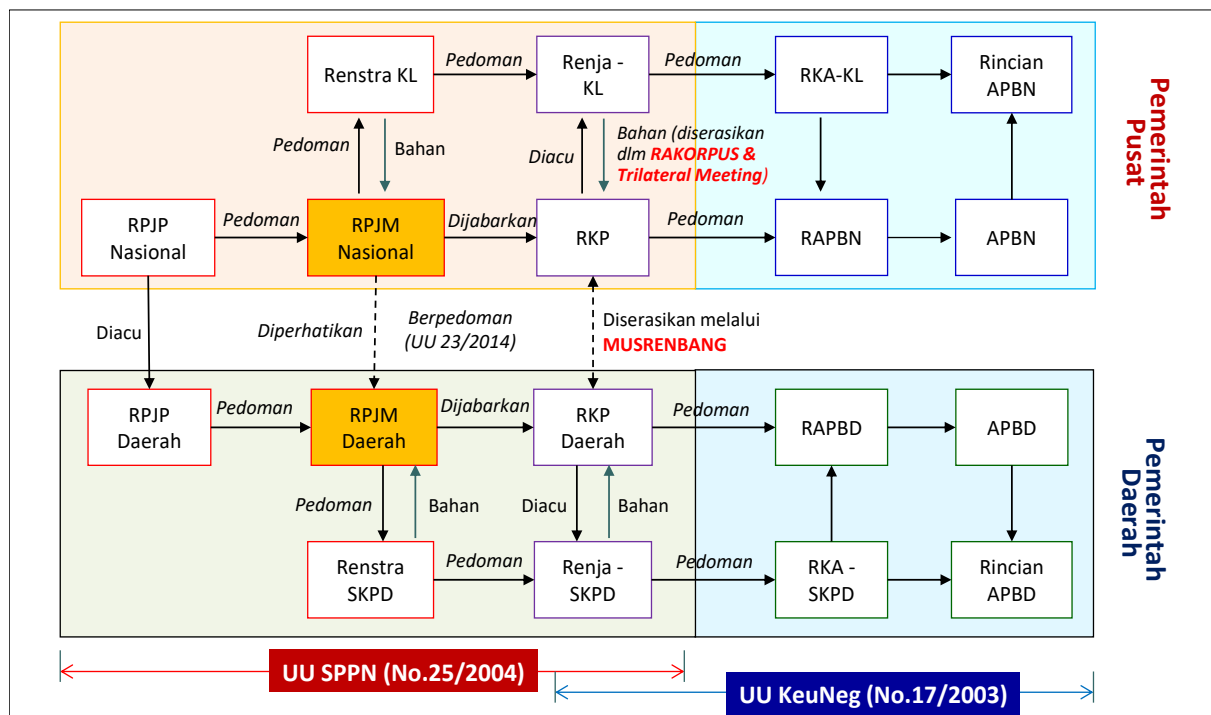 Renstra KL
Pedoman
Renja -
KL
Pedoman
RKA-KL
Rincian
APBN
Pedoman
Bahan
Diacu
Bahan (diserasikan
dlm RAKORPUS &
Trilateral Meeting)
RPJP
Nasional
Pedoman
RPJM
Nasional
Dijabarkan
RKP
Pedoman
RAPBN
APBN
Pemerintah
Pusat
Diacu
Diperhatikan
Berpedoman
(UU 23/2014)
Diserasikan melalui
MUSRENBANG
RPJP
Daerah
Pedoman
RPJM
Daerah
Dijabarkan
RKP
Daerah
Pedoman
RAPBD
APBD
Pedoman
Bahan
Diacu
Bahan
Renstra
SKPD
Pedoman
Renja -
SKPD
Pedoman
RKA -
SKPD
Rincian
APBD
Pemerintah
Daerah
UU SPPN (No.25/2004)
UU KeuNeg (No.17/2003)